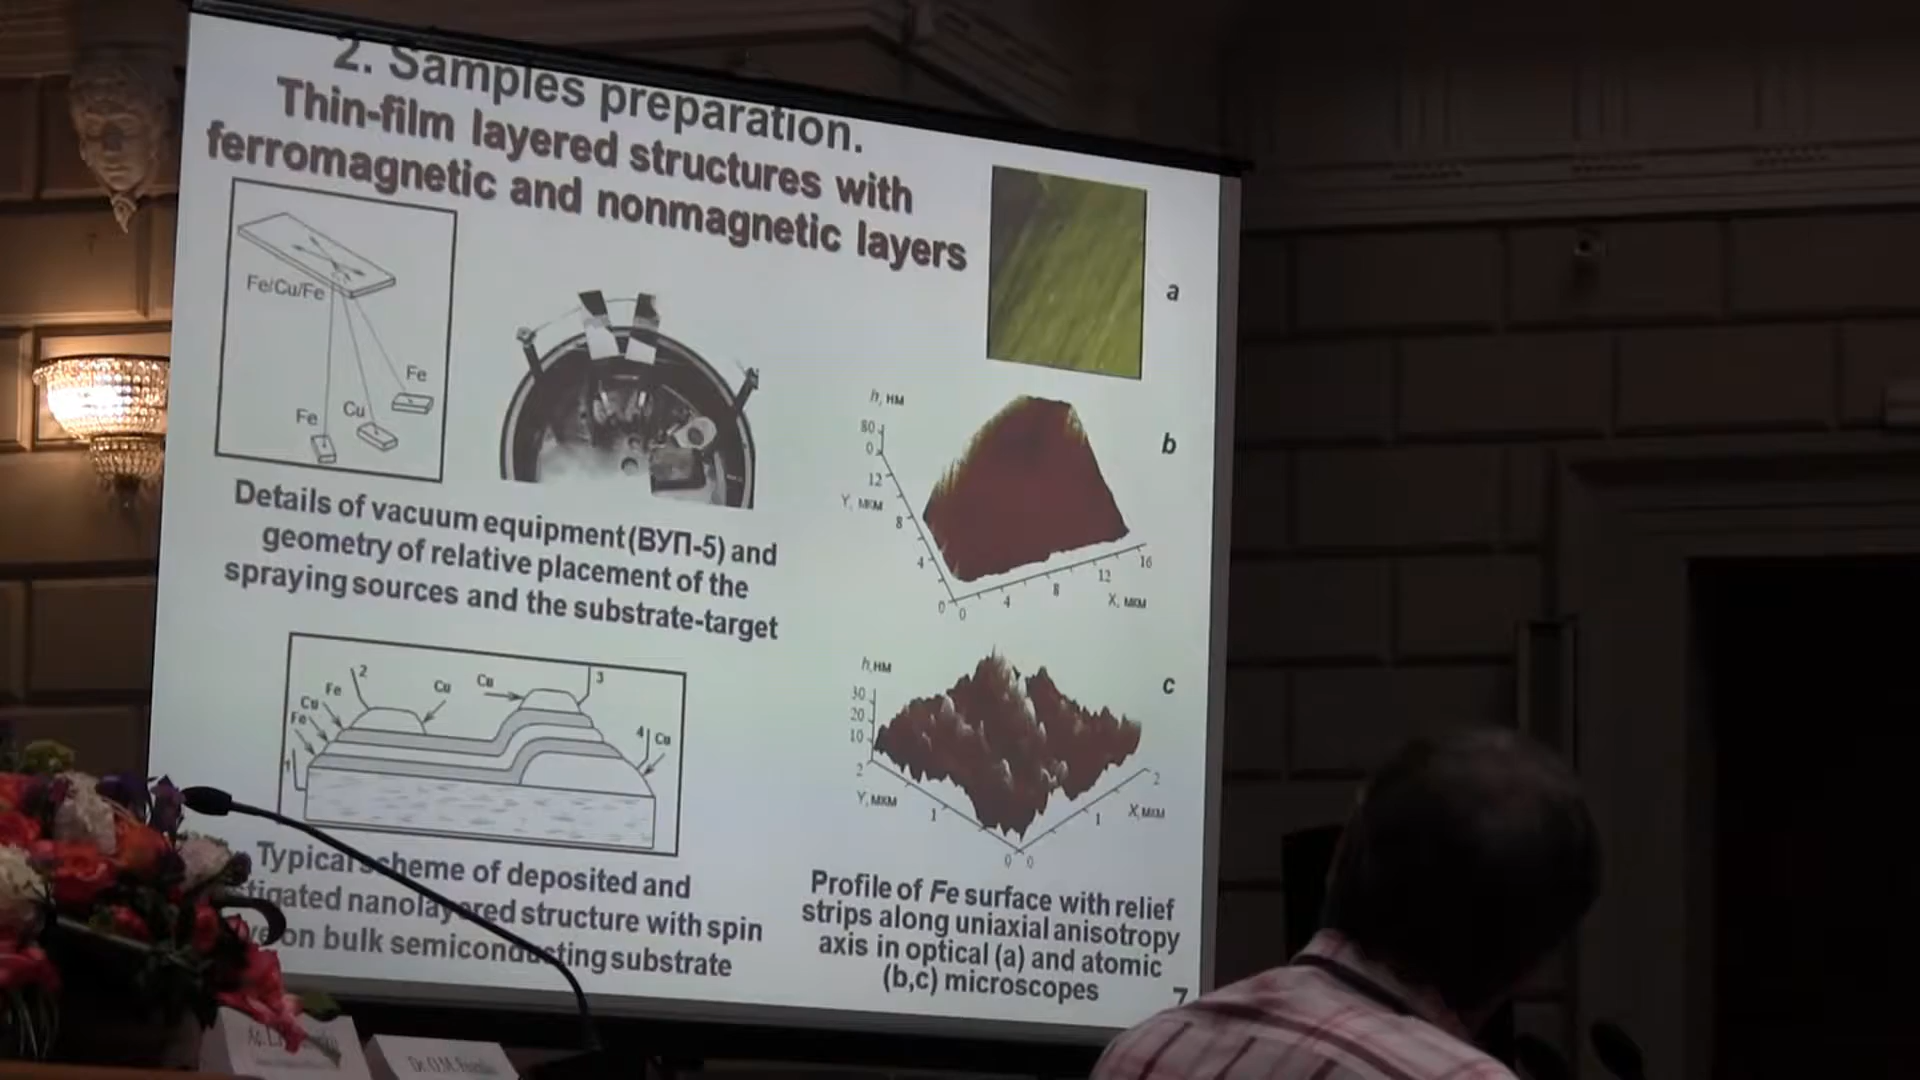 2. Samples preparation.
Thin-film layered structures with
ferromagnetic and nonmagnetic layers
Fe/Cu/Fe
Fe
Cu
Fe
Details of vacuum equipment (ВУП-5) and
geometry of relative placement of the
spraying sources and the substrate-target
2
3
Fe
Cu
Cu
Cu
Fe
4
Cu
1
Typical scheme of deposited and
nanolayered structure with spin
on bulk semiconducting substrate
a
h, нм
80
0
12
Y, мкм
8
4
0
0
4
8
12
16
X, мкм
b
h, нм
30
20
10
2
Y, мкм
1
0
0
1
2
X, мкм
c
Profile of Fe surface with relief
strips along uniaxial anisotropy
axis in optical (a) and atomic
(b,c) microscopes
7
Dr. O.M.